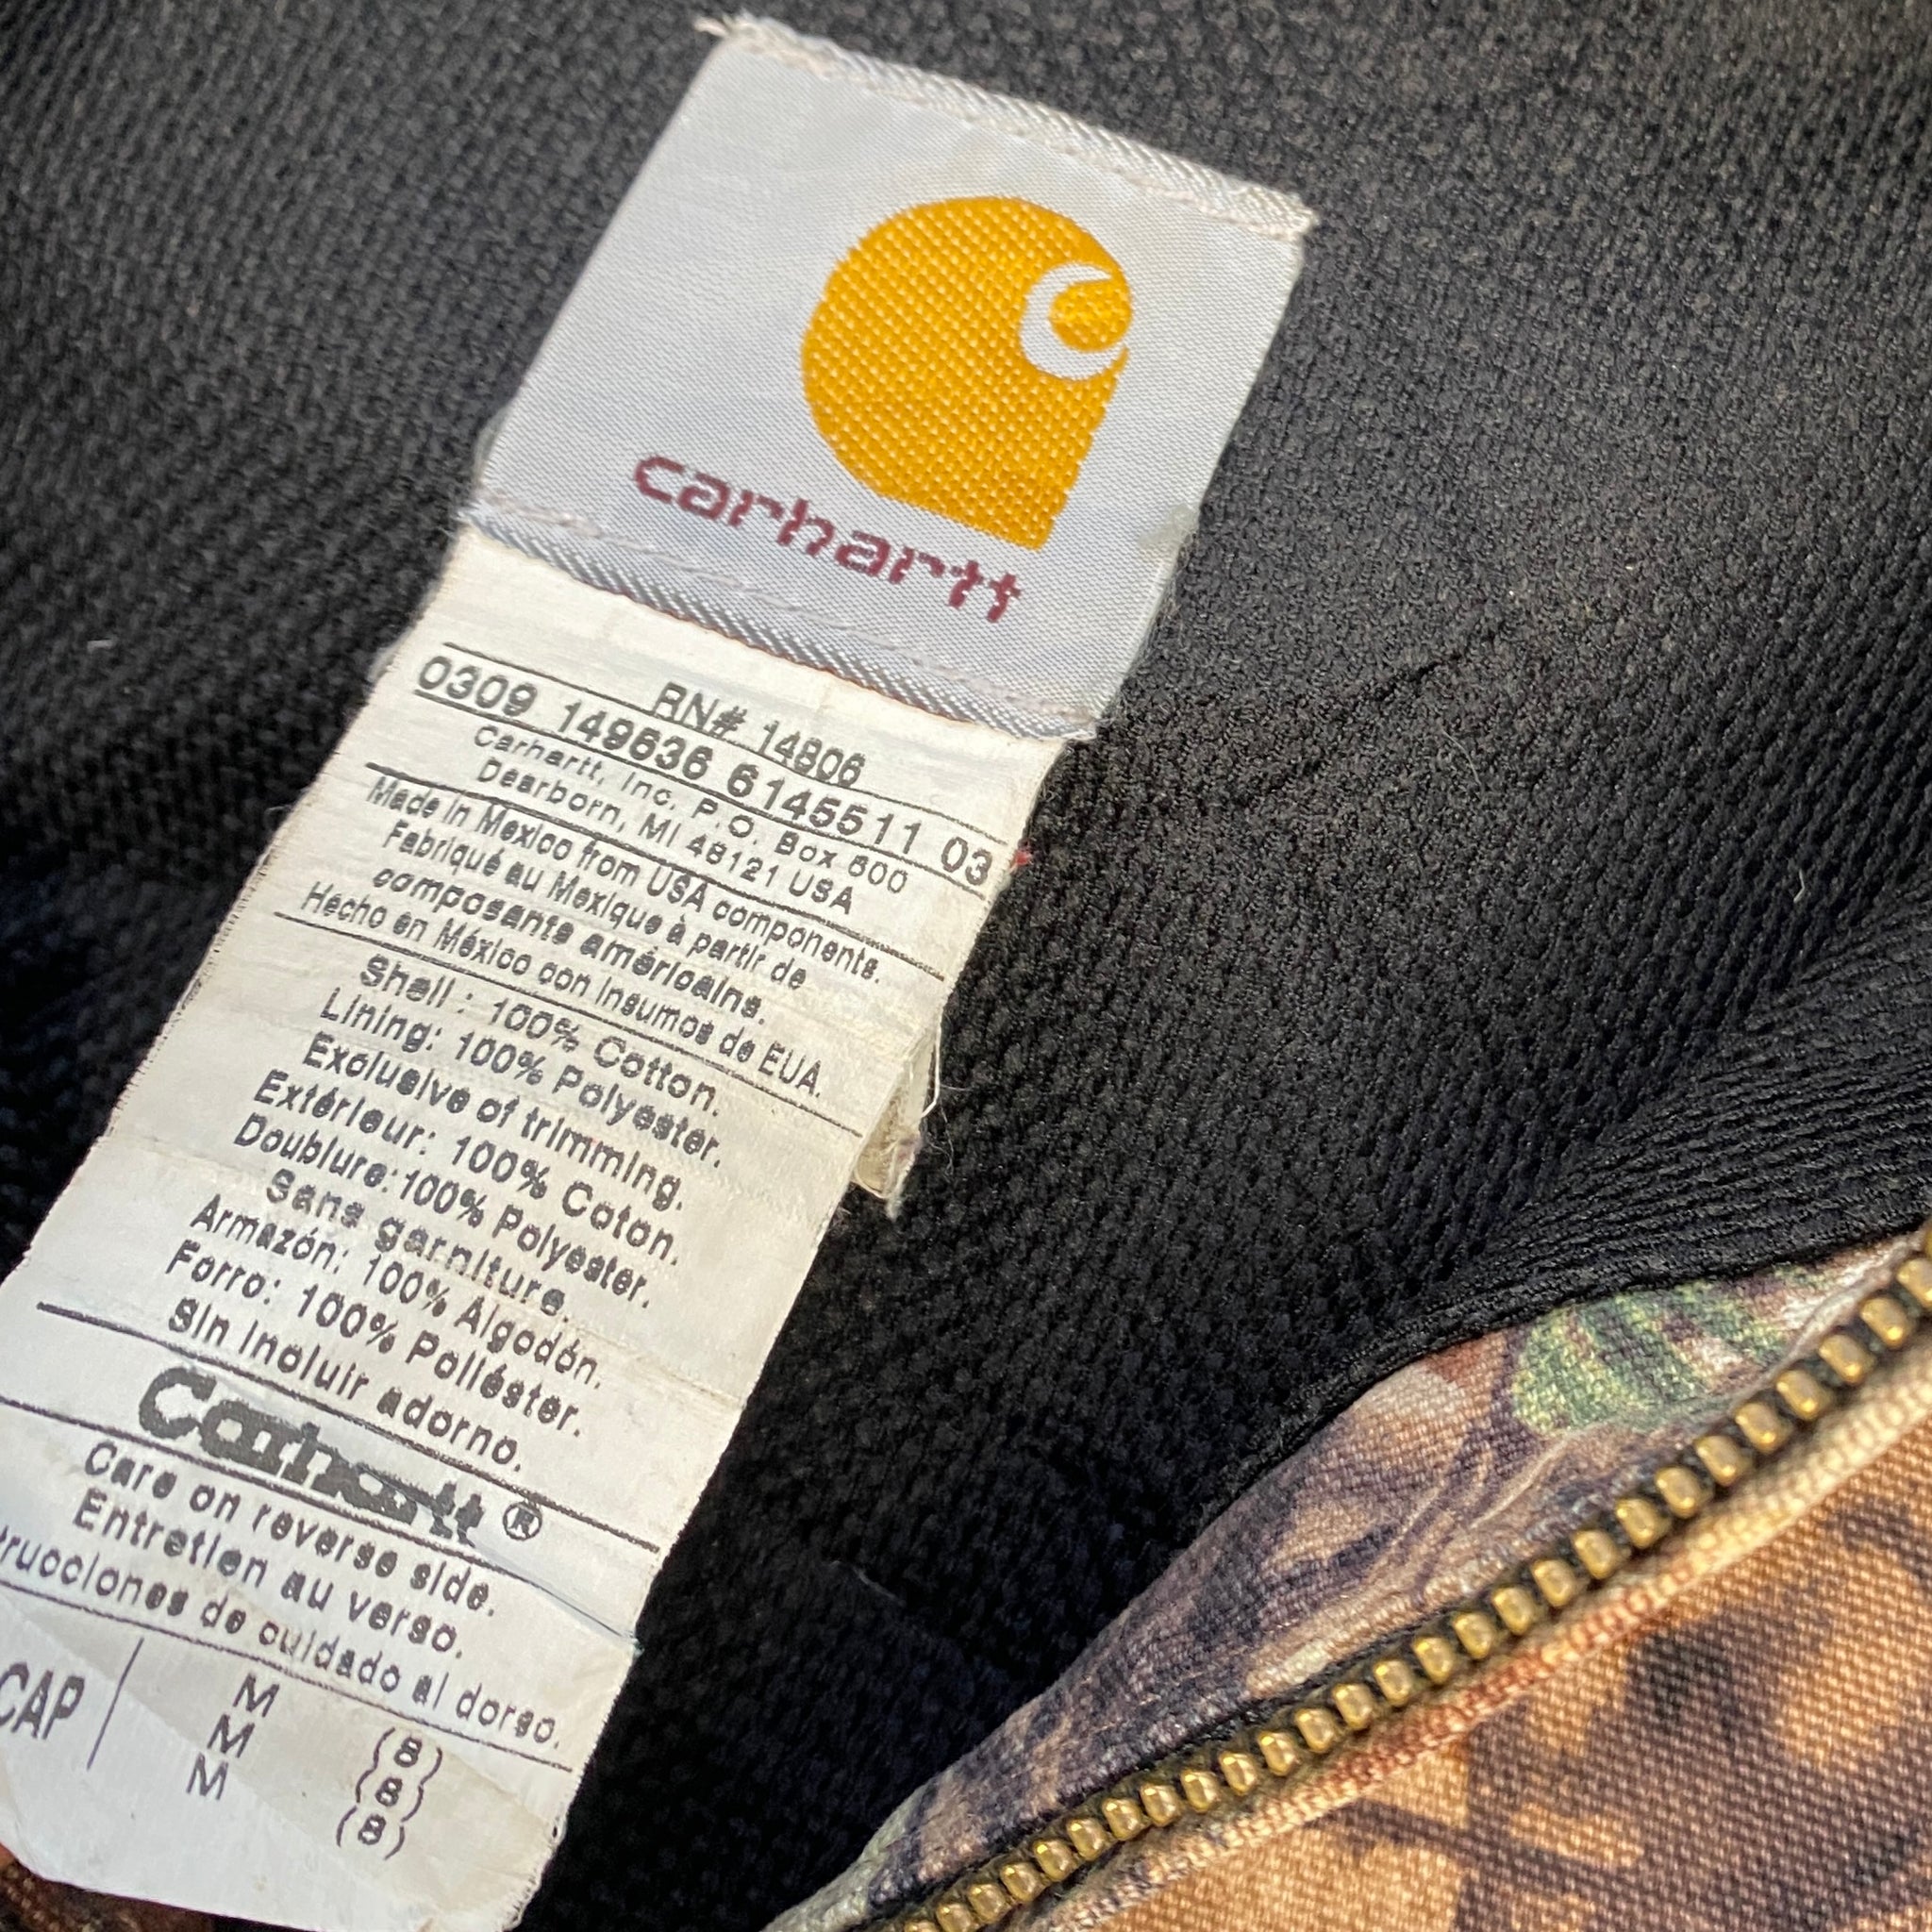 carhartt
RN# 14806
0309 149636 6145511 03
Carhartt, Inc. P.O. Box 600
Dearborn, MI 48121 USA
Made in Mexico from USA components.
Fabriqué au Mexique à partir de
composants américains.
Hecho en México con insumos de EUA.
Shell : 100% Cotton.
Lining: 100% Polyester.
Exclusive of trimming.
Extérieur: 100% Coton.
Doublure: 100% Polyester.
Sans garniture.
Armazón: 100% Algodón.
Forro: 100% Poliéster.
Sin incluir adorno.
Carhartt ®
Care on reverse side.
Entretien au verso.
trucciones de cuidado al dorso.
CAP
M (8)
M (8)
M (8)